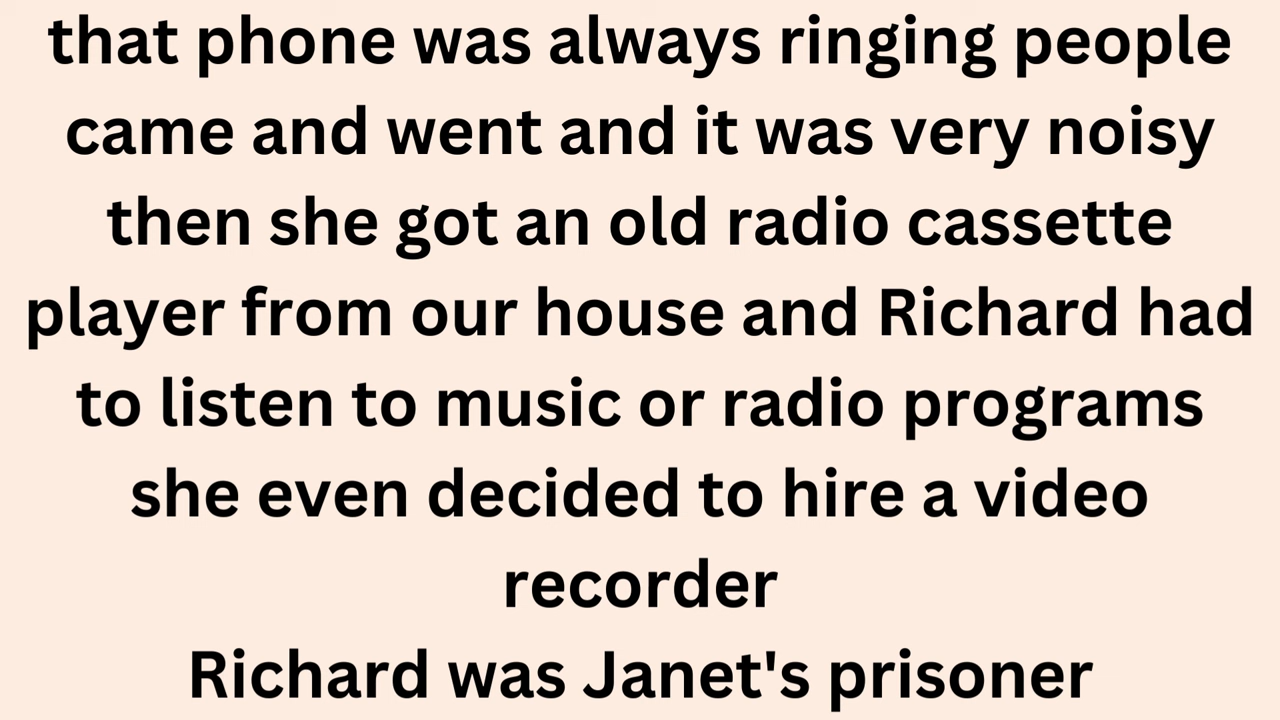 that phone was always ringing people
came and went and it was very noisy
then she got an old radio cassette
player from our house and Richard had
to listen to music or radio programs
she even decided to hire a video
recorder
Richard was Janet's prisoner